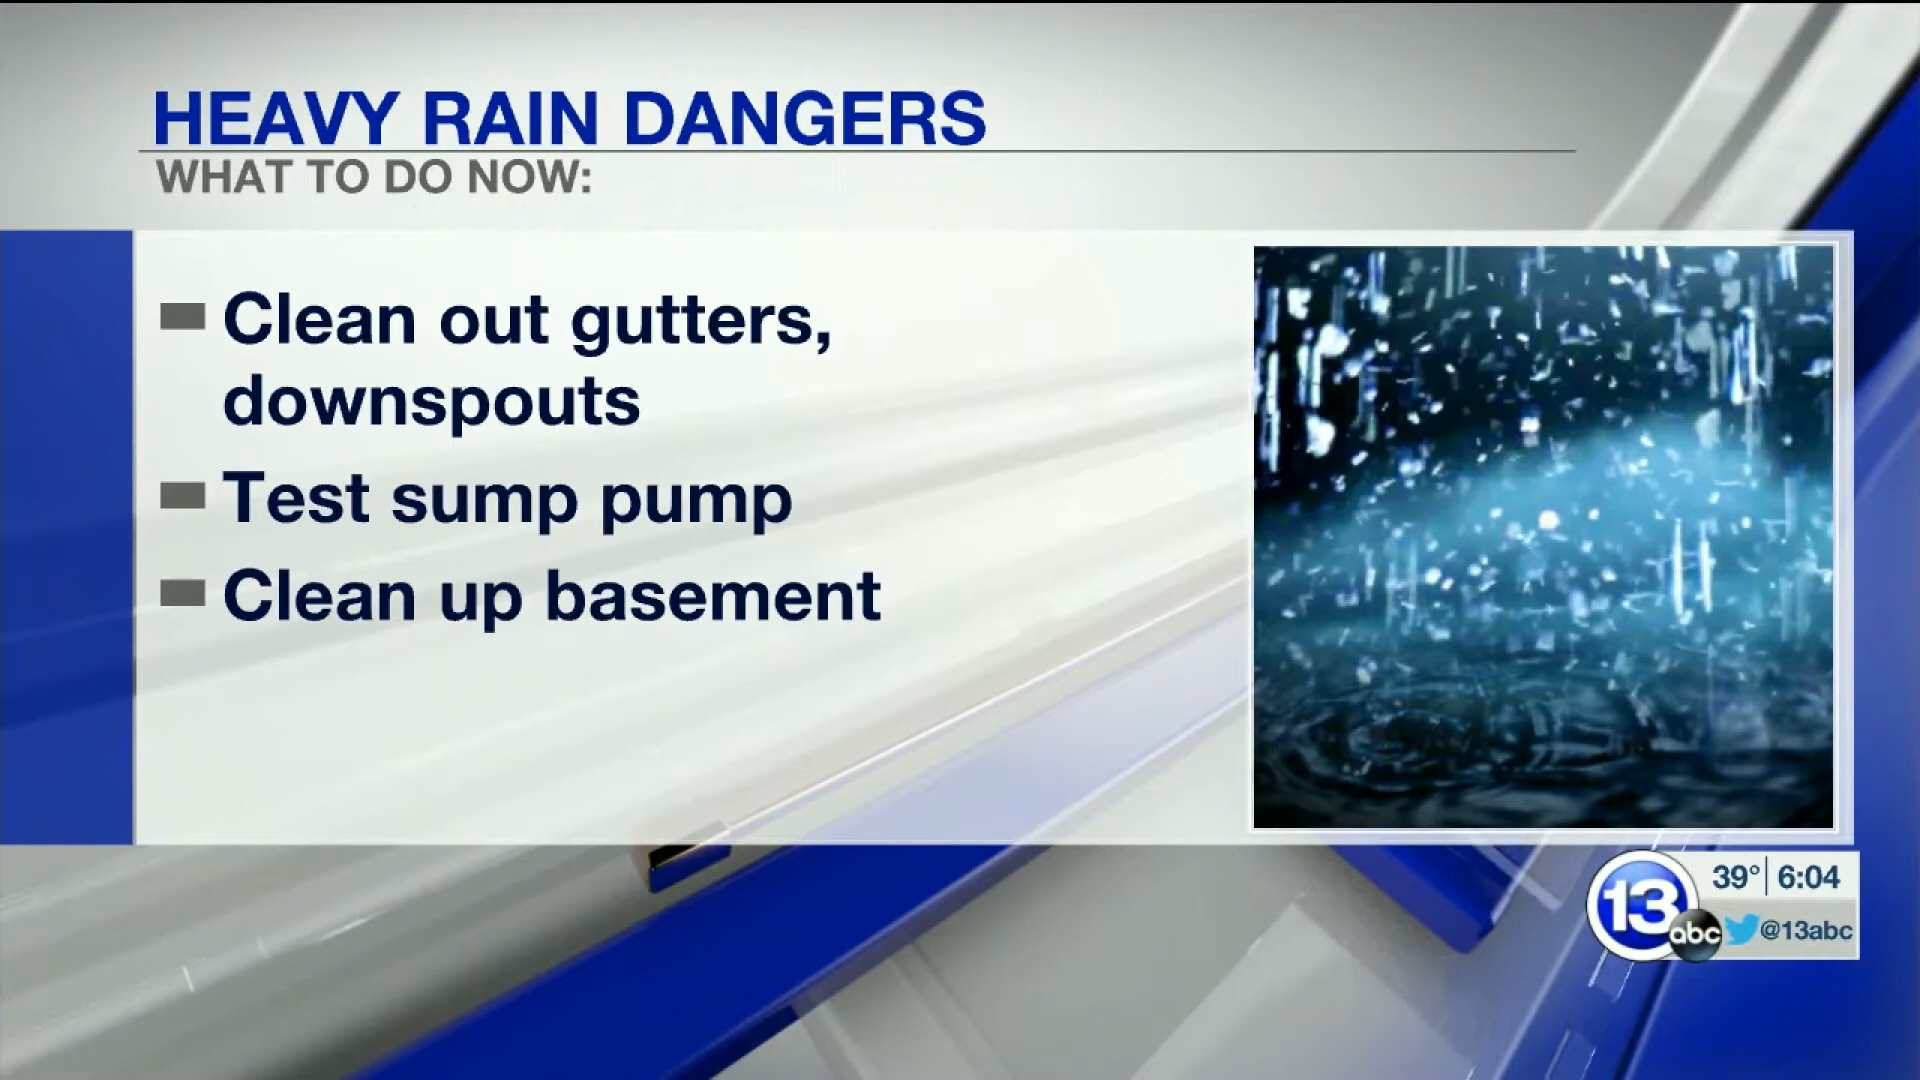 HEAVY RAIN DANGERS
WHAT TO DO NOW:
Clean out gutters,
downspouts
Test sump pump
Clean up basement
39° 6:04
13 abc @13abc